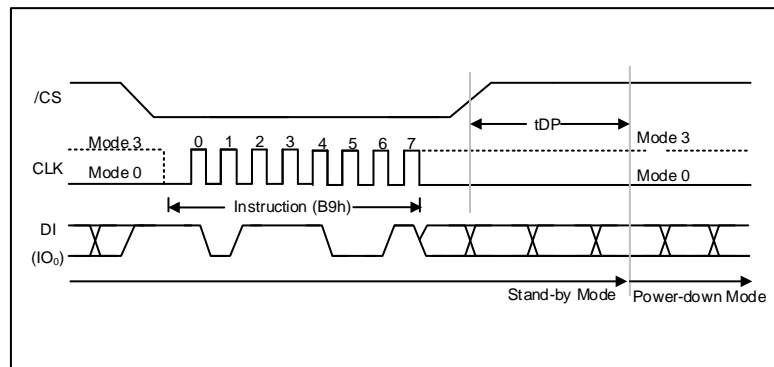 /CS
tDP
Mode 3
0 1 2 3 4 5 6 7
Mode 3
CLK
Mode 0
Mode 0
Instruction (B9h)
DI
(IO₀)
Stand-by Mode
Power-down Mode